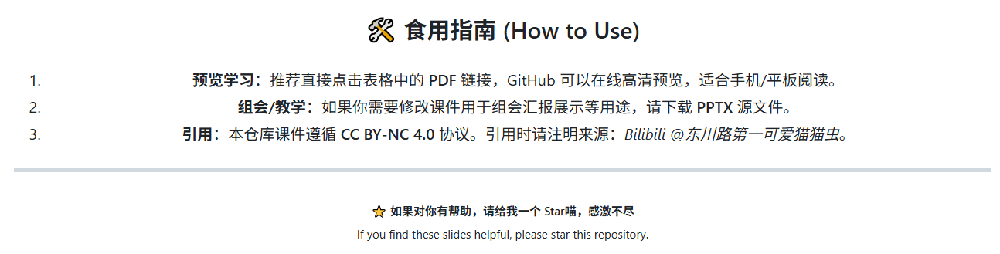 🛠️ 食用指南 (How to Use)
1. 预览学习：推荐直接点击表格中的 PDF 链接，GitHub 可以在线高清预览，适合手机/平板阅读。
2. 组会/教学：如果你需要修改课件用于组会汇报展示等用途，请下载 PPTX 源文件。
3. 引用：本仓库课件遵循 CC BY-NC 4.0 协议。引用时请注明来源：Bilibili @东川路第一可爱猫猫虫。
⭐ 如果对你有帮助，请给我一个 Star喵，感激不尽
If you find these slides helpful, please star this repository.